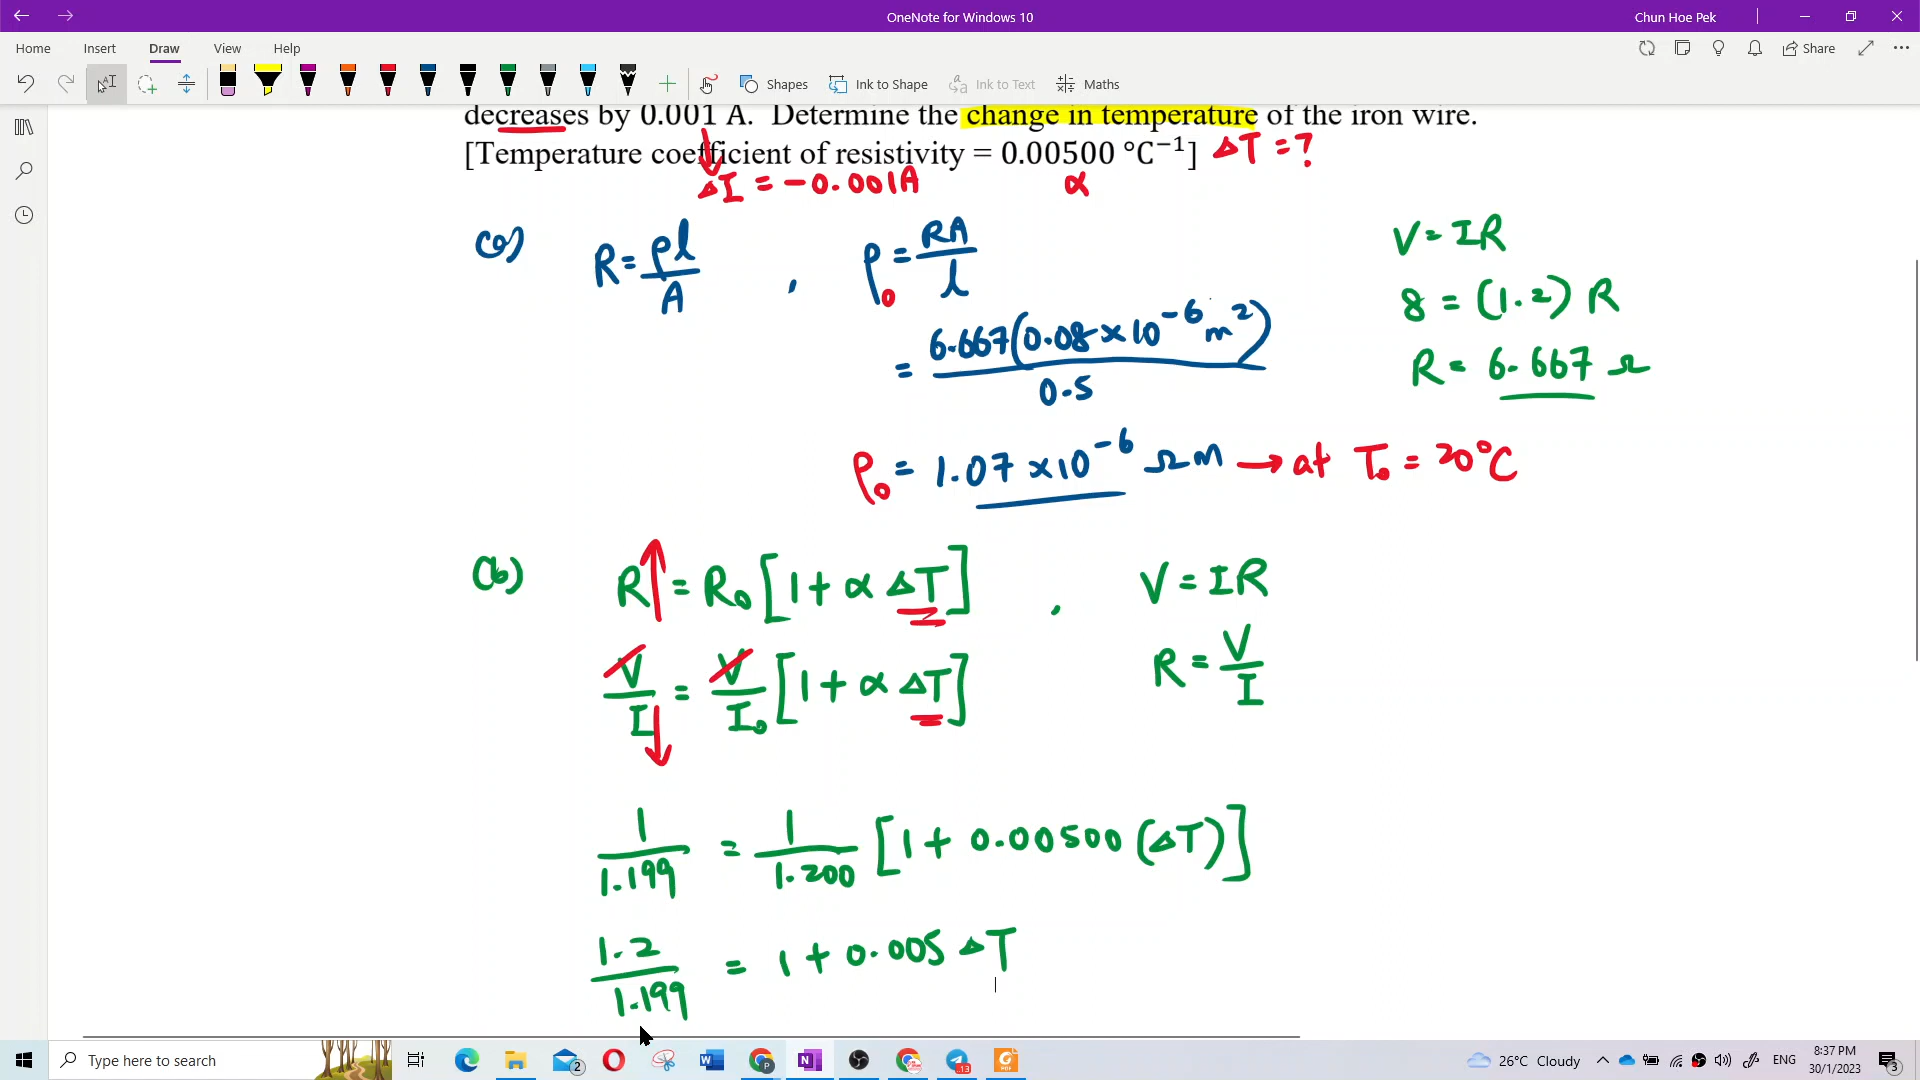 OneNote for Windows 10
Chun Hoe Pek
Home Insert Draw View Help
Share
Shapes Ink to Shape Ink to Text Maths
decreases by 0.001 A. Determine the change in temperature of the iron wire.
[Temperature coefficient of resistivity = 0.00500 °C⁻¹] ΔT = ?
ΔI = -0.001A α
(a) R = ρl/A , ρ₀ = RA/l
= 6.667(0.08 × 10⁻⁶ m²)/0.5
ρ₀ = 1.07 × 10⁻⁶ Ωm → at T₀ = 20°C
V = IR
8 = (1.2) R
R = 6.667 Ω
(b) R↑ = R₀[1 + α ΔT] , V = IR
V/I↓ = V/I₀ [1 + α ΔT]
R = V/I
1/1.199 = 1/1.200 [1 + 0.00500 (ΔT)]
1.2/1.199 = 1 + 0.005 ΔT
Type here to search
2
P
.13
26°C Cloudy
ENG
8:37 PM
30/1/2023
3